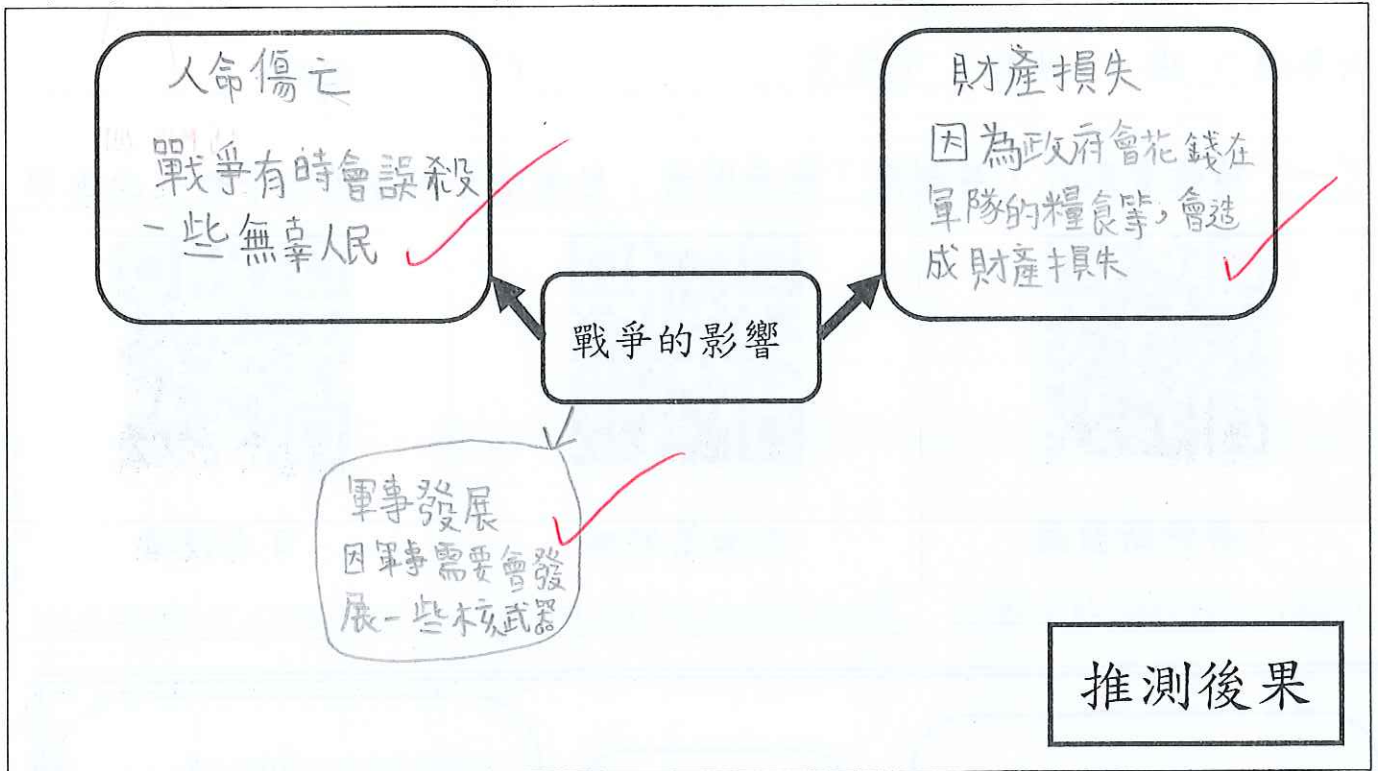 人命傷亡
戰爭有時會誤殺
一些無辜人民
財產損失
因為政府會花錢在
軍隊的糧食等,會造
成財產損失
戰爭的影響
軍事發展
因軍事需要會發
展一些核武器
推測後果